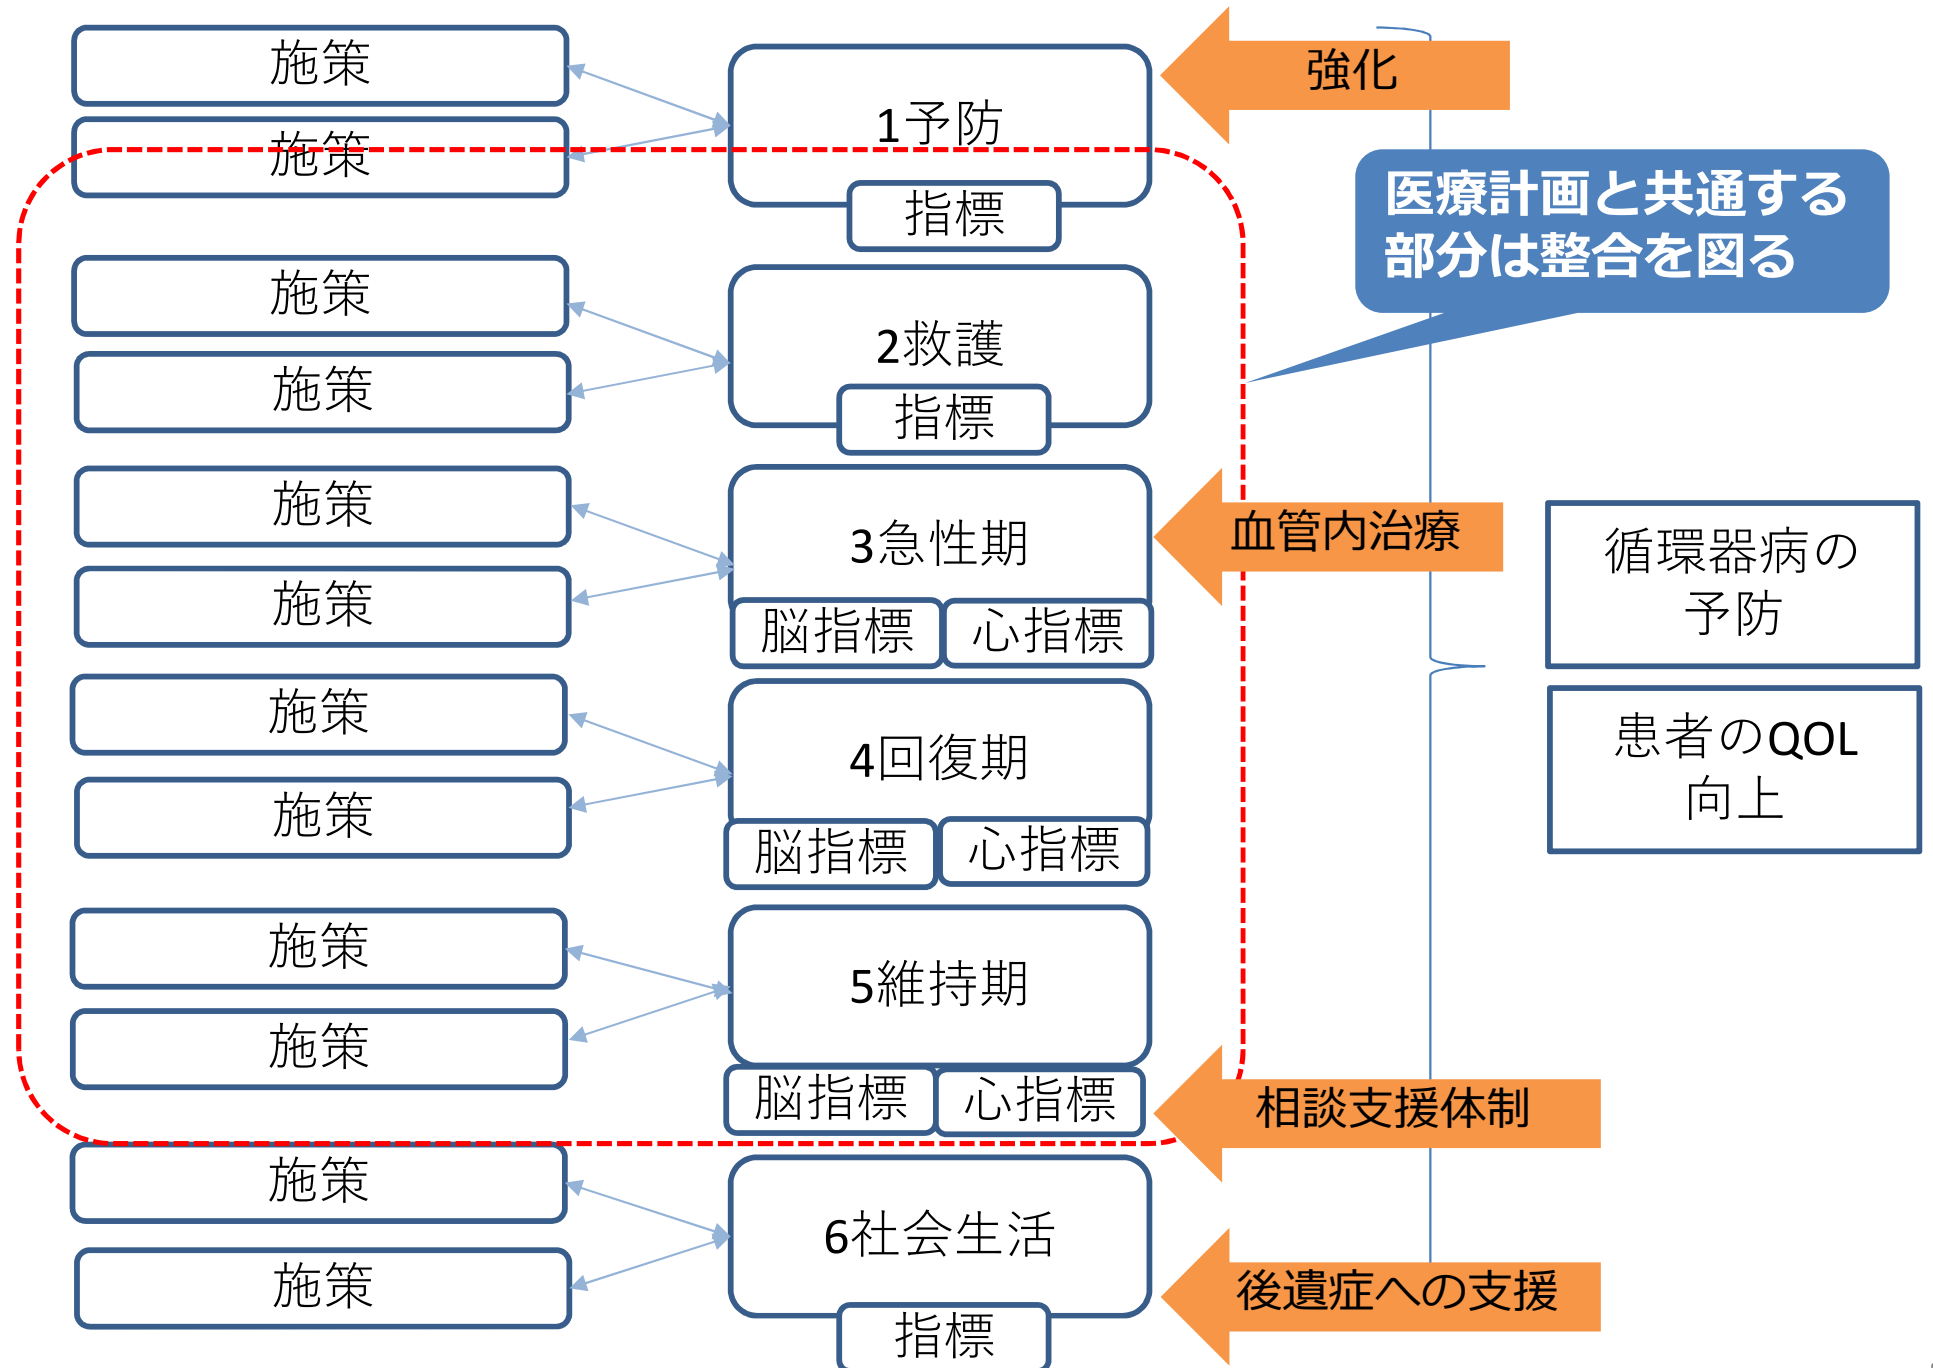 施策
施策
1予防
指標
強化
医療計画と共通する
部分は整合を図る
施策
施策
2救護
指標
施策
施策
3急性期
脳指標
心指標
血管内治療
循環器病の
予防
施策
施策
4回復期
脳指標
心指標
患者のQOL
向上
施策
施策
5維持期
脳指標
心指標
相談支援体制
施策
施策
6社会生活
指標
後遺症への支援